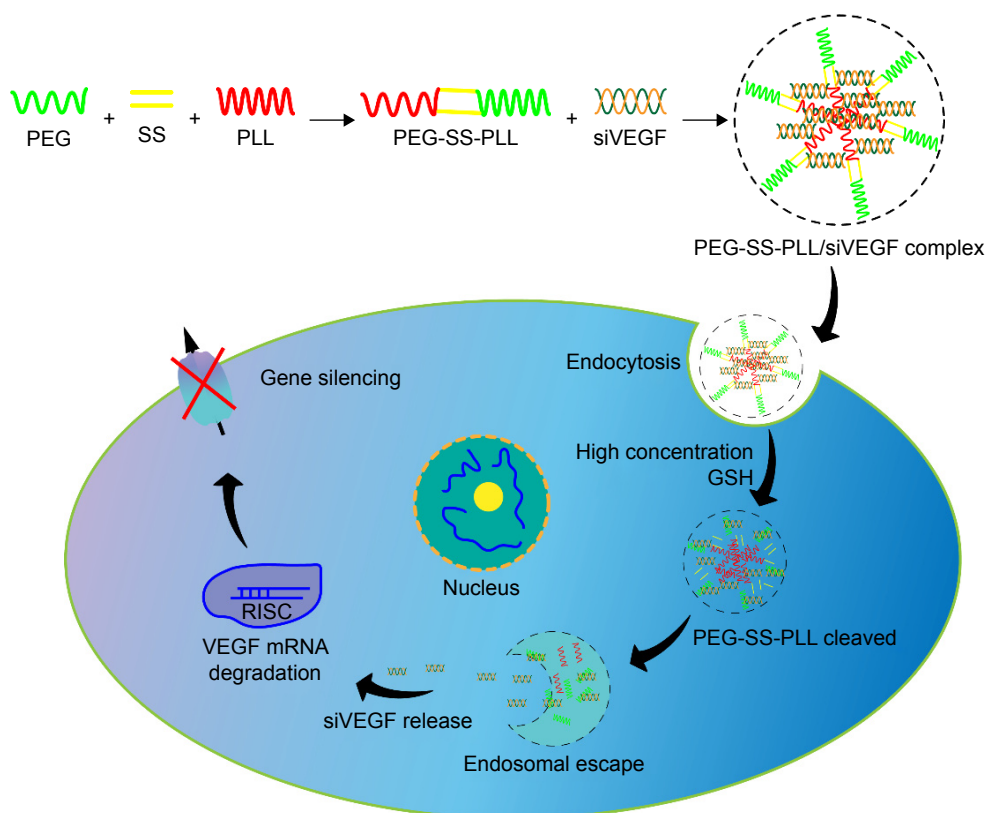 PEG + SS + PLL PEG-SS-PLL + siVEGF
PEG-SS-PLL/siVEGF complex
Endocytosis
Gene silencing
High concentration
GSH
Nucleus
RISC
PEG-SS-PLL cleaved
VEGF mRNA
degradation
siVEGF release
Endosomal escape